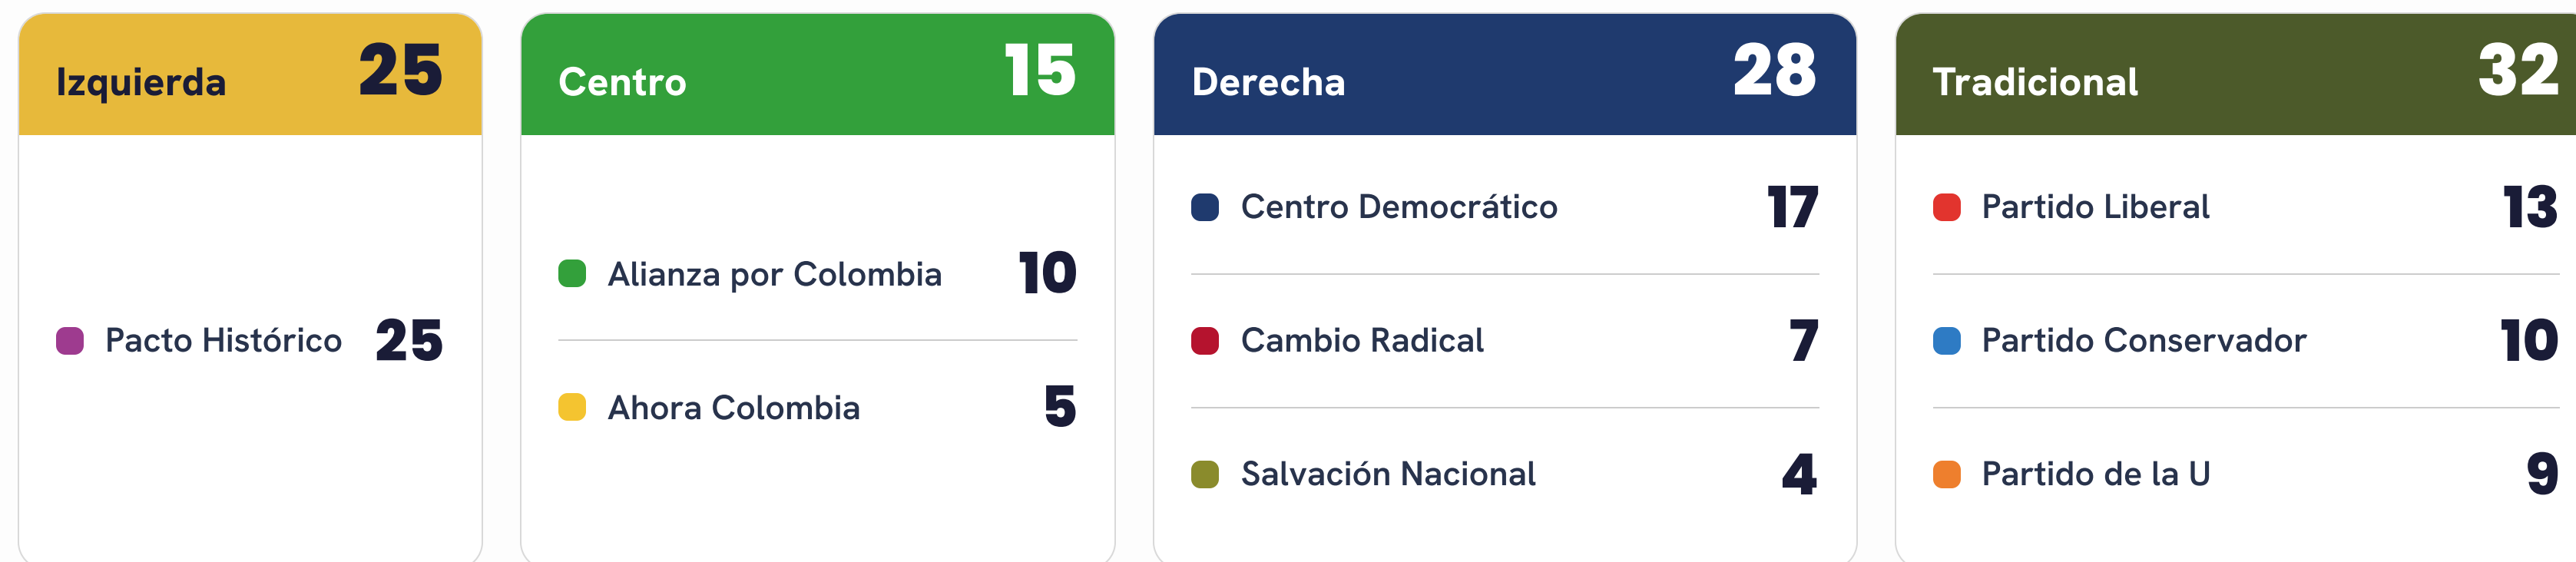 Izquierda 25
Pacto Histórico 25
Centro 15
Alianza por Colombia 10
Ahora Colombia 5
Derecha 28
Centro Democrático 17
Cambio Radical 7
Salvación Nacional 4
Tradicional 32
Partido Liberal 13
Partido Conservador 10
Partido de la U 9